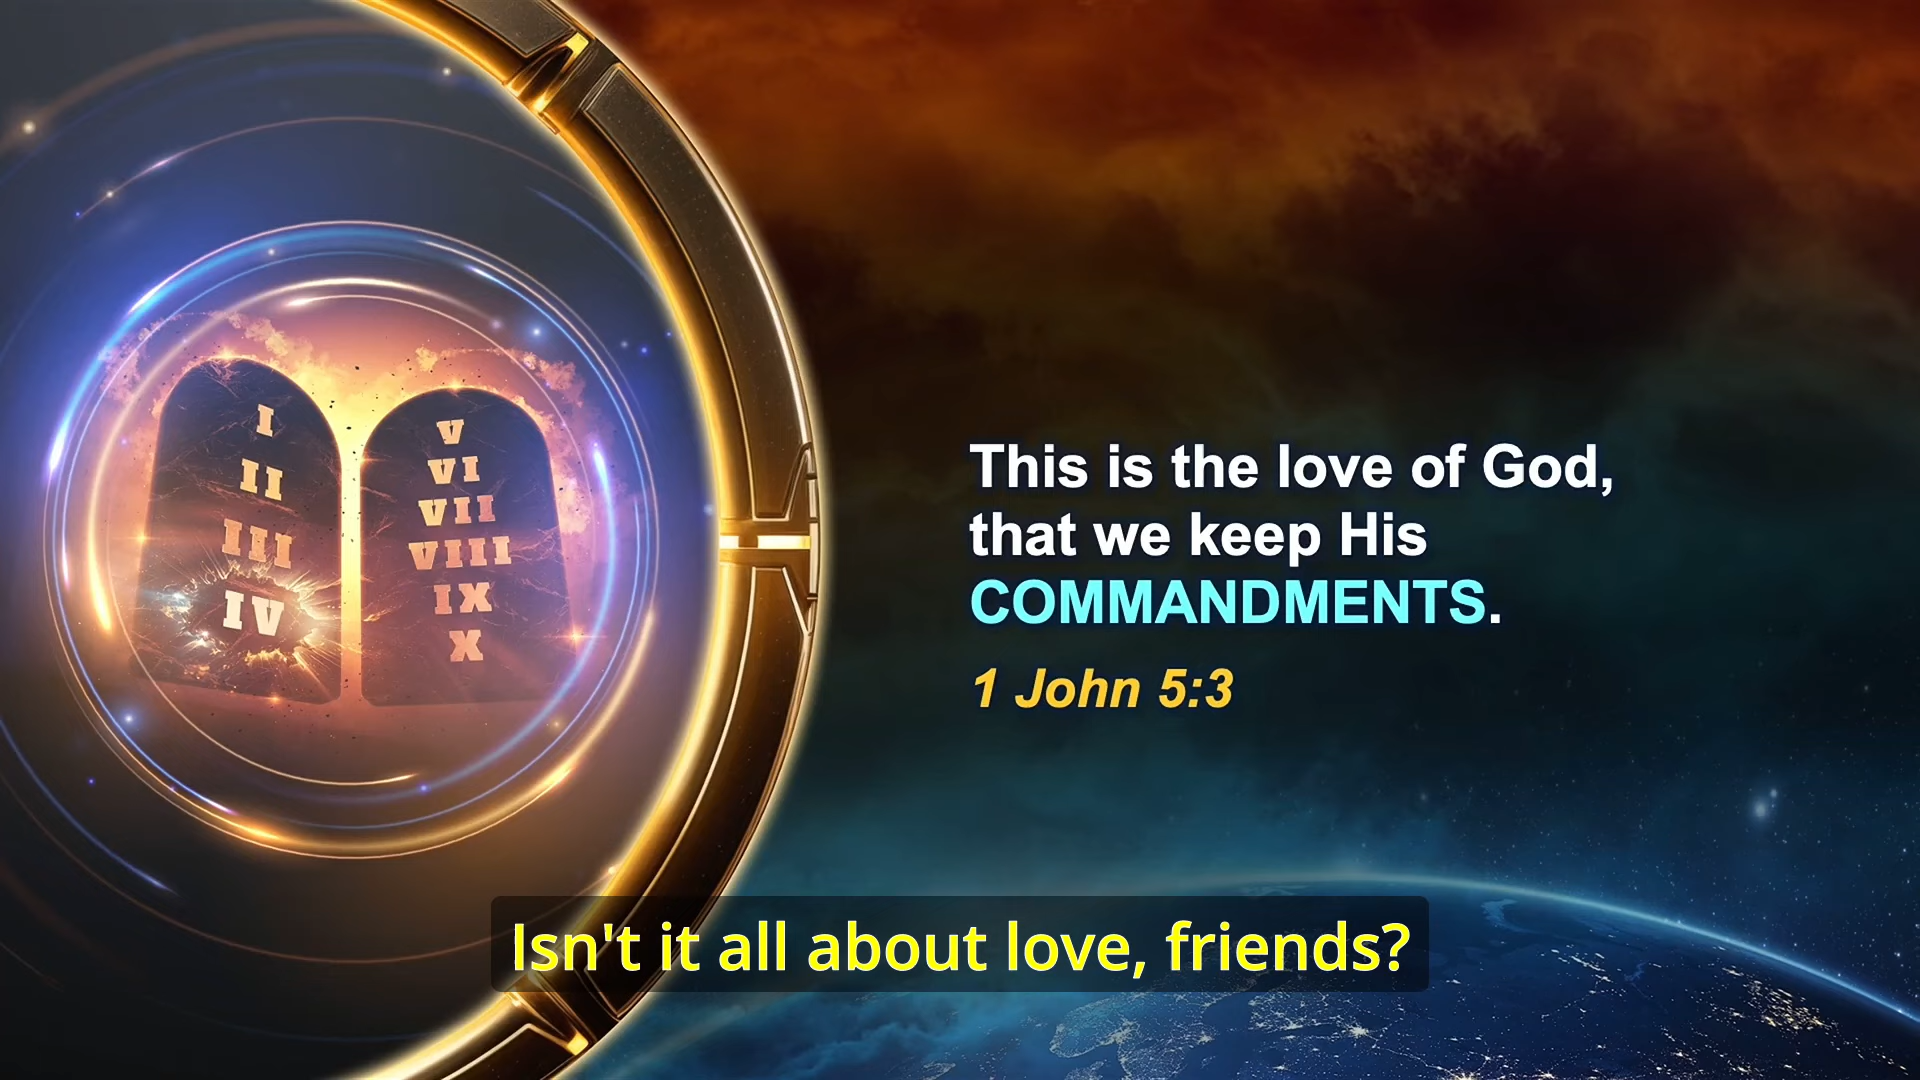 I
II
III
IV
V
VI
VII
VIII
IX
X
This is the love of God,
that we keep His
COMMANDMENTS.
1 John 5:3
Isn't it all about love, friends?